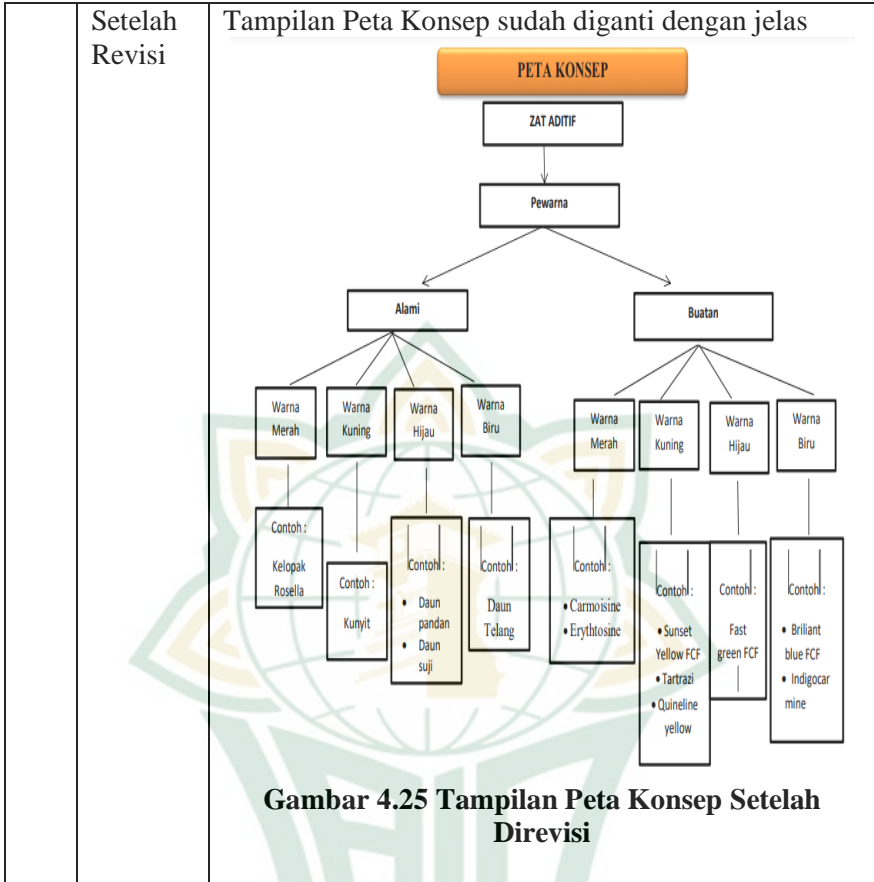 Setelah
Revisi
Tampilan Peta Konsep sudah diganti dengan jelas
PETA KONSEP
ZAT ADITIF
Pewarna
Alami
Buatan
Warna
Merah
Warna
Kuning
Warna
Hijau
Warna
Biru
Warna
Merah
Warna
Kuning
Warna
Hijau
Warna
Biru
Contoh :
Kelopak
Rosella
Contoh :
Kunyit
Contoh :
• Daun
pandan
• Daun
suji
Contoh :
Daun
Telang
Contoh :
• Carmoisine
• Erythtosine
Contoh :
• Sunset
Yellow FCF
• Tartrazi
• Quineline
yellow
Contoh :
Fast
green FCF
Contoh :
• Briliant
blue FCF
• Indigocar
mine
Gambar 4.25 Tampilan Peta Konsep Setelah
Direvisi